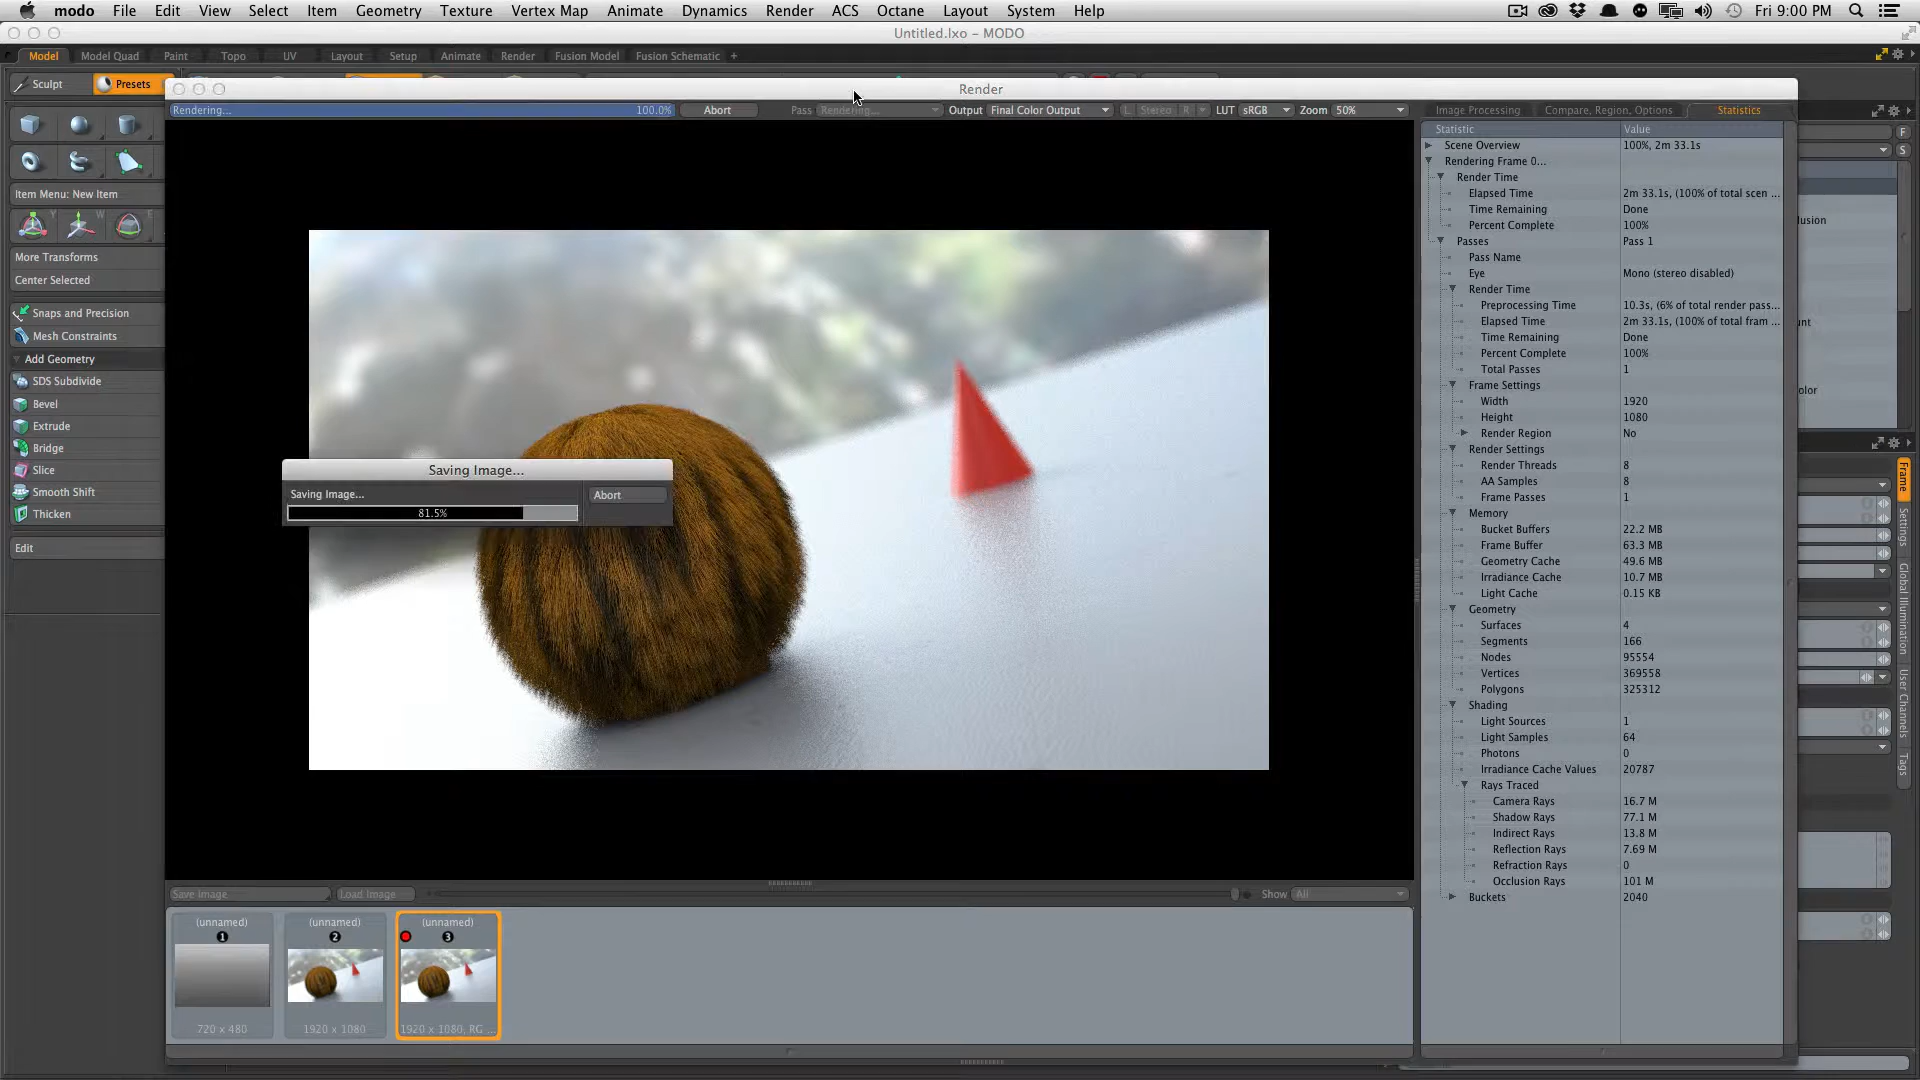 modo File Edit View Select Item Geometry Texture Vertex Map Animate Dynamics Render ACS Octane Layout System Help Fri 9:00 PM
Untitled.lxo – MODO
Model Model Quad Paint Topo UV Layout Setup Animate Render Fusion Model Fusion Schematic +
Sculpt Presets
Render
Rendering... 100.0% Abort Pass Rendering... Output Final Color Output L Stereo R LUT sRGB Zoom 50% Image Processing Compare, Region, Options Statistics
Item Menu: New Item
More Transforms
Center Selected
Snaps and Precision
Mesh Constraints
Add Geometry
SDS Subdivide
Bevel
Extrude
Bridge
Slice
Smooth Shift
Thicken
Edit
Saving Image...
Saving Image... Abort
81.5%
Statistic Value
Scene Overview 100%, 2m 33.1s
Rendering Frame 0...
Render Time
Elapsed Time 2m 33.1s, (100% of total scen ...
Time Remaining Done
Percent Complete 100%
Passes Pass 1
Pass Name
Eye Mono (stereo disabled)
Render Time
Preprocessing Time 10.3s, (6% of total render pass...
Elapsed Time 2m 33.1s, (100% of total fram ...
Time Remaining Done
Percent Complete 100%
Total Passes 1
Frame Settings
Width 1920
Height 1080
Render Region No
Render Settings
Render Threads 8
AA Samples 8
Frame Passes 1
Memory
Bucket Buffers 22.2 MB
Frame Buffer 63.3 MB
Geometry Cache 49.6 MB
Irradiance Cache 10.7 MB
Light Cache 0.15 KB
Geometry
Surfaces 4
Segments 166
Nodes 95554
Vertices 369558
Polygons 325312
Shading
Light Sources 1
Light Samples 64
Photons 0
Irradiance Cache Values 20787
Rays Traced
Camera Rays 16.7 M
Shadow Rays 77.1 M
Indirect Rays 13.8 M
Reflection Rays 7.69 M
Refraction Rays 0
Occlusion Rays 101 M
Buckets 2040
F
S
lusion
unt
olor
Frame
Settings
Global Illumination
User Channels
Tags
Save Image Load Image Show All
(unnamed) (unnamed) (unnamed)
1 2 3
720 x 480 1920 x 1080 1920 x 1080, RG ...